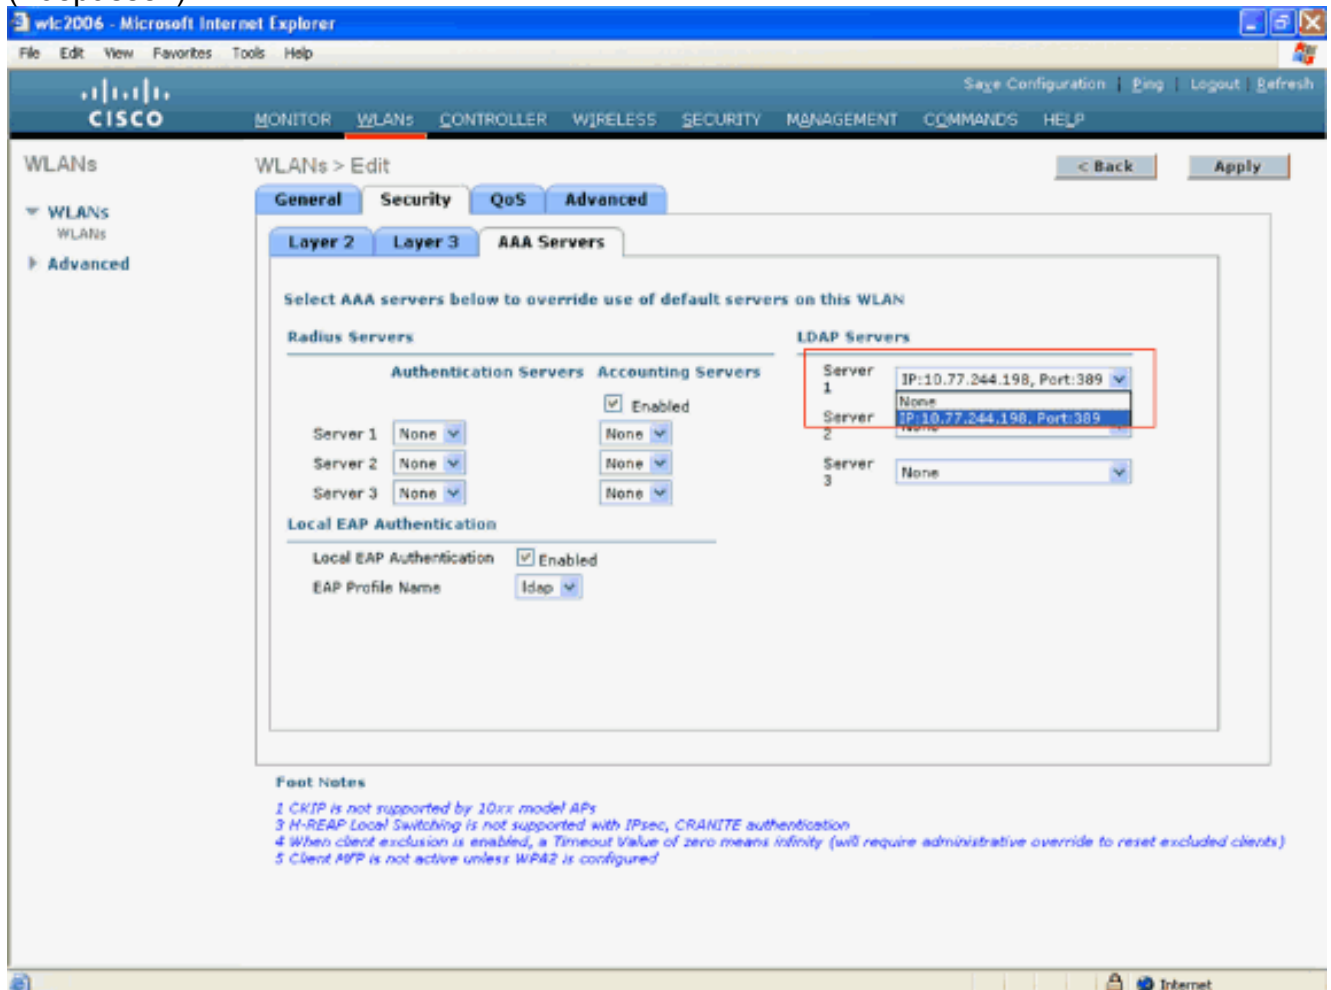 wlc2006 - Microsoft Internet Explorer
File Edit View Favorites Tools Help
Save Configuration | Ping | Logout | Refresh
CISCO
MONITOR WLANs CONTROLLER WIRELESS SECURITY MANAGEMENT COMMANDS HELP
WLANs
WLANs > Edit
< Back
Apply
WLANs
WLANs
Advanced
General Security QoS Advanced
Layer 2 Layer 3 AAA Servers
Select AAA servers below to override use of default servers on this WLAN
Radius Servers
LDAP Servers
Authentication Servers Accounting Servers
Enabled
Server 1 None None
Server 2 None None
Server 3 None None
Server 1 IP:10.77.244.198, Port:389
None
IP:10.77.244.198, Port:389
Server 2 None
Server 3 None
Local EAP Authentication
Local EAP Authentication Enabled
EAP Profile Name ldap
Foot Notes
1 CKIP is not supported by 10xx model APs
3 H-REAP Local Switching is not supported with IPsec, CRANITE authentication
4 When client exclusion is enabled, a Timeout Value of zero means infinity (will require administrative override to reset excluded clients)
5 Client MFP is not active unless WPA2 is configured
Internet